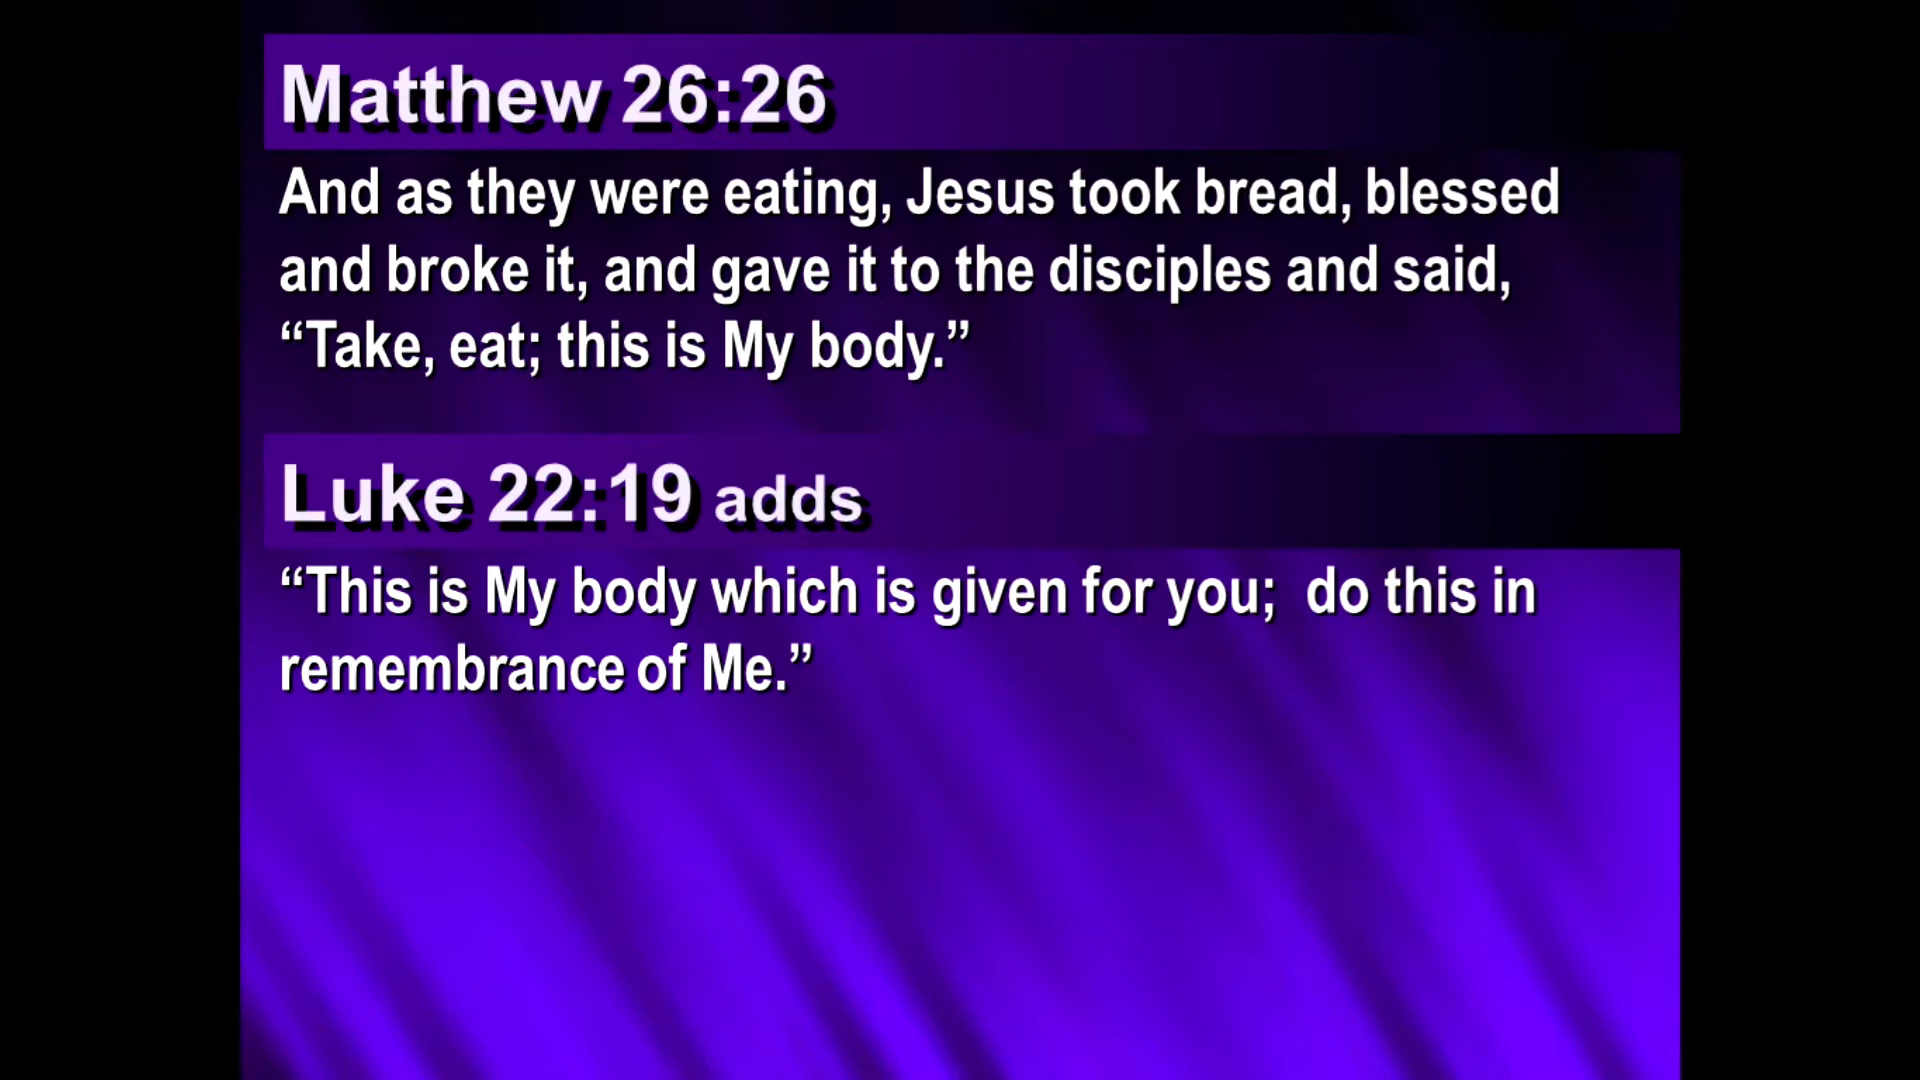 Matthew 26:26
And as they were eating, Jesus took bread, blessed
and broke it, and gave it to the disciples and said,
“Take, eat; this is My body.”
Luke 22:19 adds
“This is My body which is given for you;  do this in
remembrance of Me.”